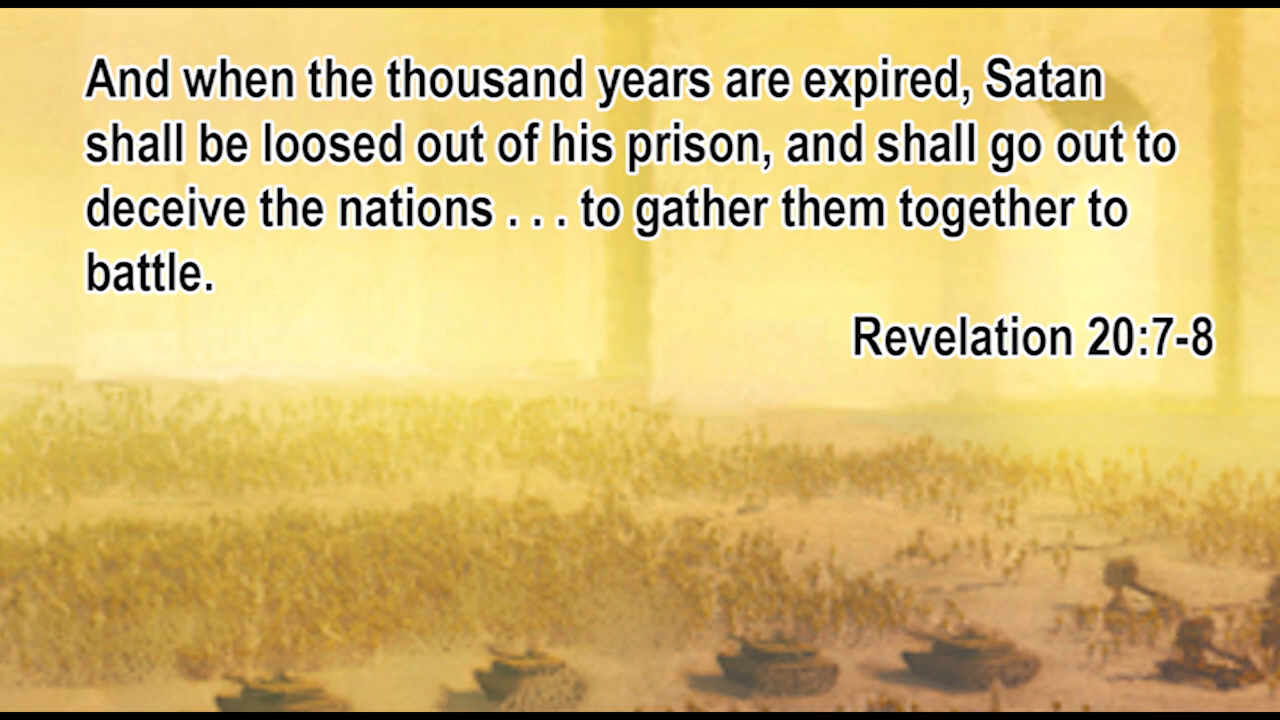 And when the thousand years are expired, Satan
shall be loosed out of his prison, and shall go out to
deceive the nations . . . to gather them together to
battle.
Revelation 20:7-8